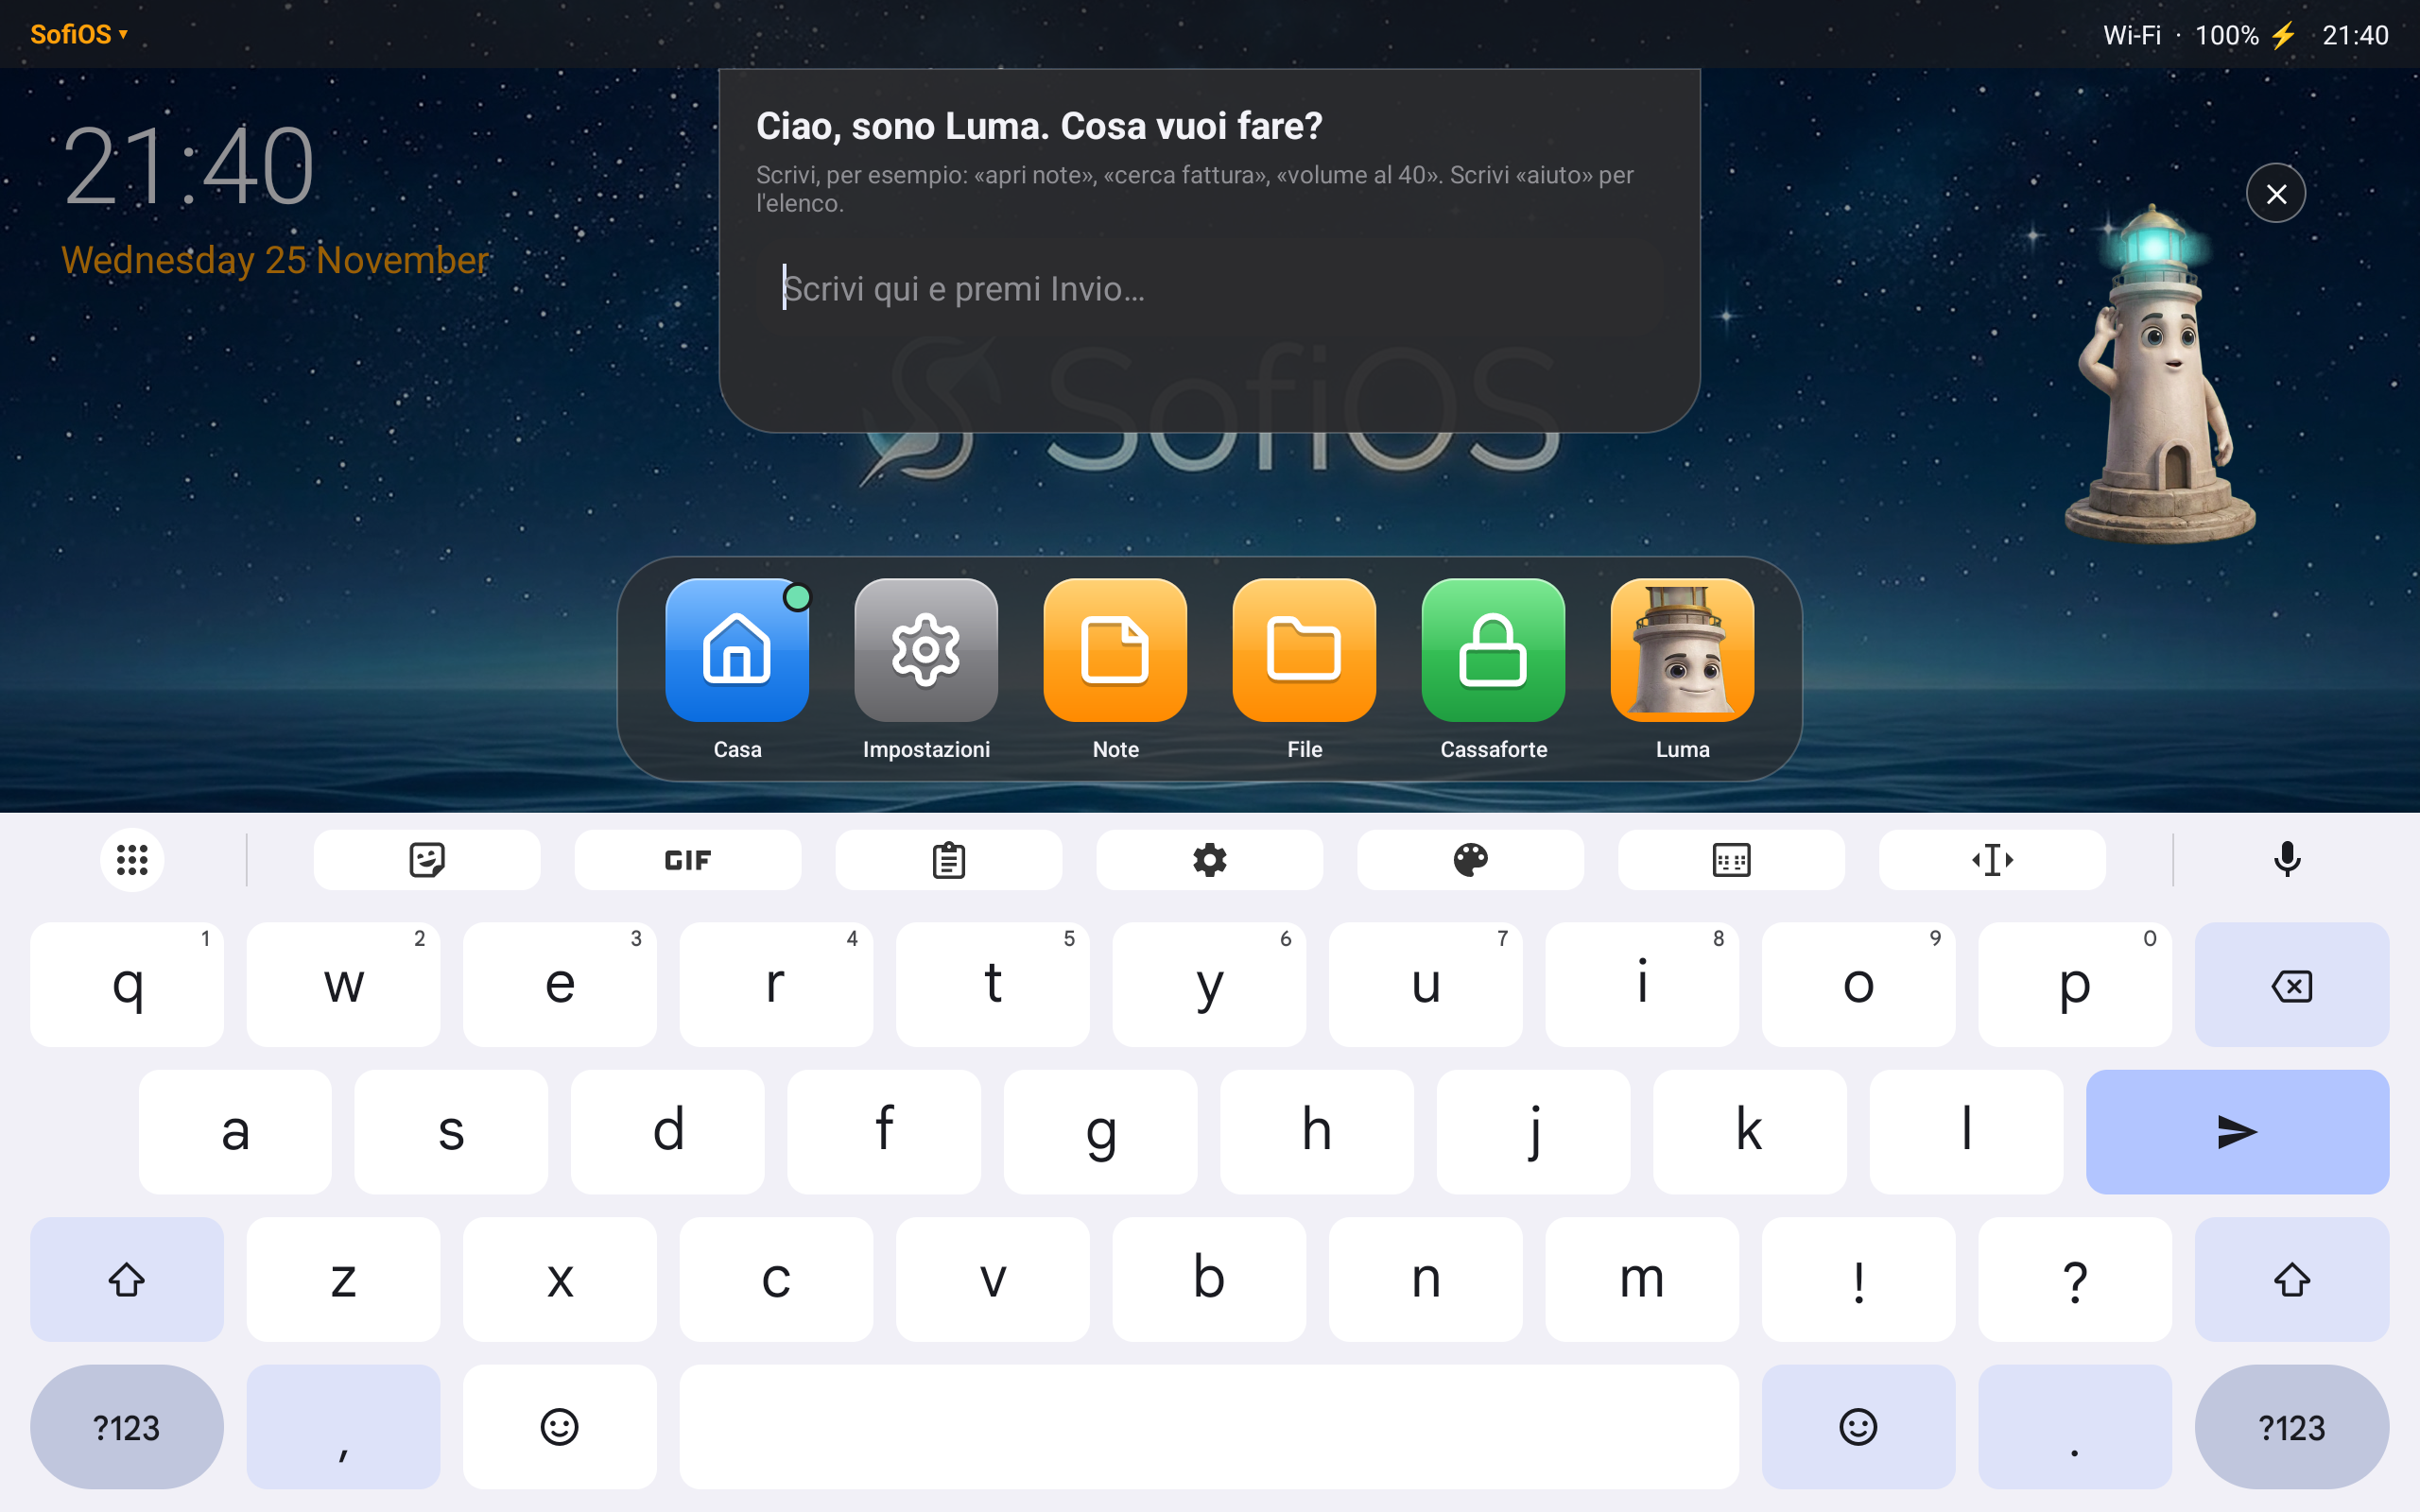 SofiOS ▾
Wi-Fi · 100% ⚡ 21:40
21:40
Wednesday 25 November
Ciao, sono Luma. Cosa vuoi fare?
Scrivi, per esempio: «apri note», «cerca fattura», «volume al 40». Scrivi «aiuto» per
l'elenco.
Scrivi qui e premi Invio…
SofiOS
Casa
Impostazioni
Note
File
Cassaforte
Luma
GIF
q 1 w 2 e 3 r 4 t 5 y 6 u 7 i 8 o 9 p 0
a s d f g h j k l
z x c v b n m ! ?
?123 , . ?123